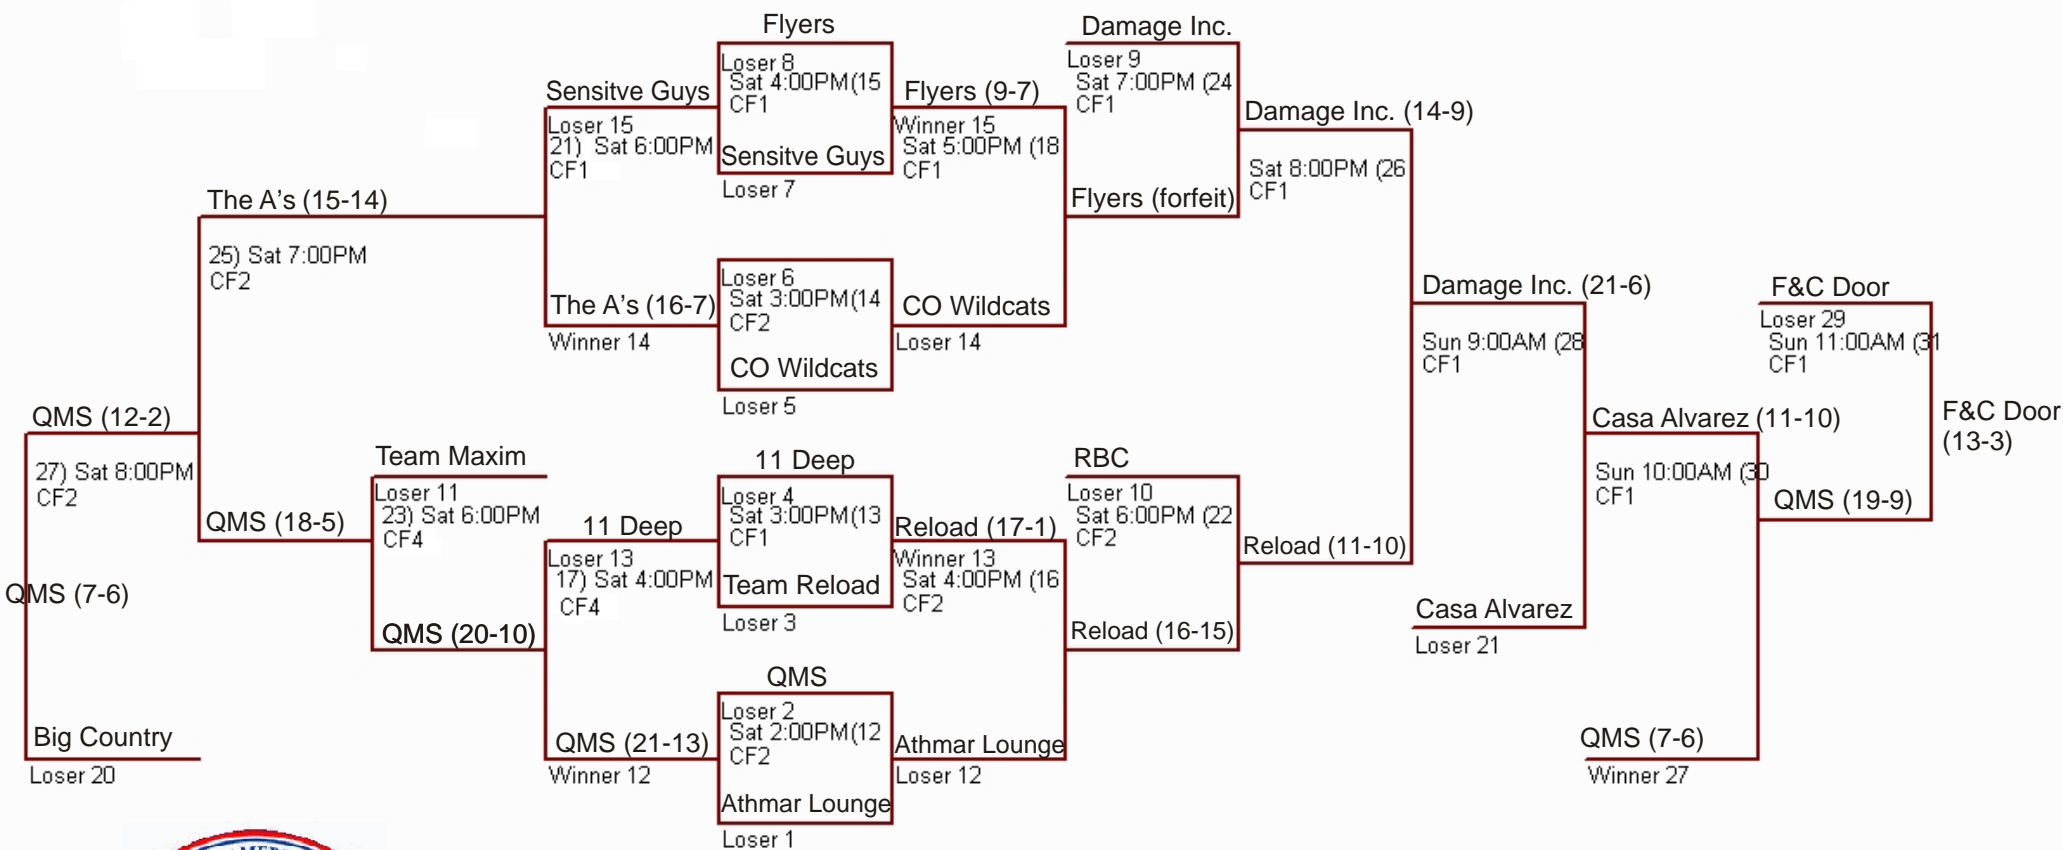 Flyers
Damage Inc.
Loser 8
Sat 4:00PM(15
CF1
Loser 9
Sat 7:00PM (24
CF1
Sensitve Guys
Flyers (9-7)
Damage Inc. (14-9)
Loser 15
21) Sat 6:00PM
CF1
Sensitve Guys
Loser 7
Winner 15
Sat 5:00PM (18
CF1
Sat 8:00PM (26
CF1
The A's (15-14)
Flyers (forfeit)
25) Sat 7:00PM
CF2
Loser 6
Sat 3:00PM(14
CF2
The A's (16-7)
CO Wildcats
Winner 14
Loser 14
CO Wildcats
Loser 5
Damage Inc. (21-6)
F&C Door
Sun 9:00AM (28
CF1
Loser 29
Sun 11:00AM (31
CF1
QMS (12-2)
Casa Alvarez (11-10)
F&C Door
(13-3)
27) Sat 8:00PM
CF2
Team Maxim
11 Deep
RBC
Loser 11
23) Sat 6:00PM
CF4
Loser 4
Sat 3:00PM(13
CF1
Loser 10
Sat 6:00PM (22
CF2
Sun 10:00AM (30
CF1
QMS (19-9)
QMS (18-5)
11 Deep
Reload (17-1)
Reload (11-10)
Loser 13
17) Sat 4:00PM
CF4
Team Reload
Loser 3
Winner 13
Sat 4:00PM (16
CF2
QMS (7-6)
Casa Alvarez
Loser 21
QMS (20-10)
Reload (16-15)
QMS
Loser 2
Sat 2:00PM(12
CF2
Big Country
Loser 20
QMS (21-13)
Winner 12
Athmar Lounge
Loser 12
QMS (7-6)
Winner 27
Athmar Lounge
Loser 1